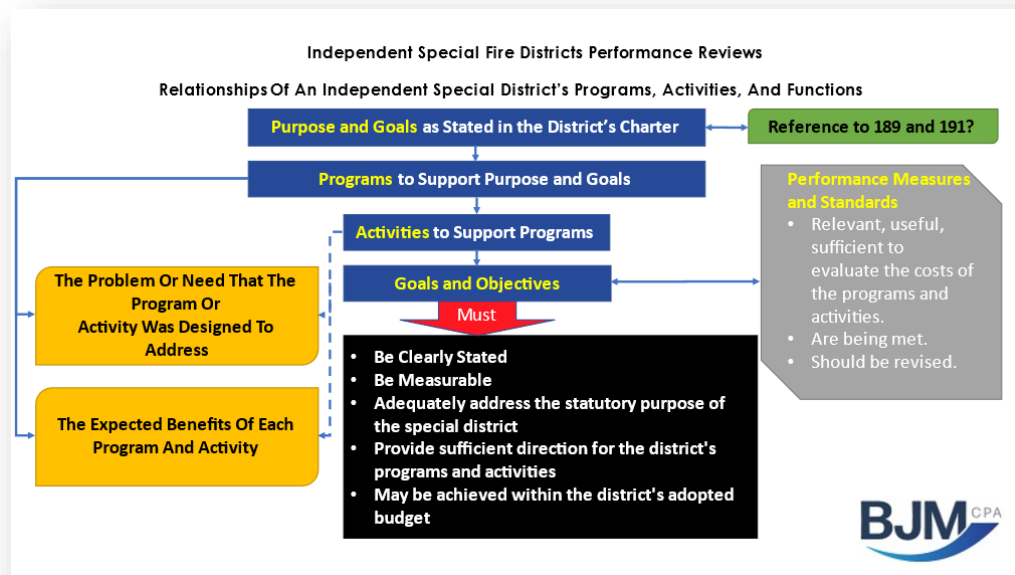 Independent Special Fire Districts Performance Reviews
Relationships Of An Independent Special District's Programs, Activities, And Functions
Purpose and Goals as Stated in the District's Charter
Reference to 189 and 191?
Programs to Support Purpose and Goals
Activities to Support Programs
Goals and Objectives
Must
Performance Measures
and Standards
• Relevant, useful,
sufficient to
evaluate the costs of
the programs and
activities.
• Are being met.
• Should be revised.
The Problem Or Need That The
Program Or
Activity Was Designed To
Address
The Expected Benefits Of Each
Program And Activity
• Be Clearly Stated
• Be Measurable
• Adequately address the statutory purpose of
the special district
• Provide sufficient direction for the district's
programs and activities
• May be achieved within the district's adopted
budget
BJM CPA